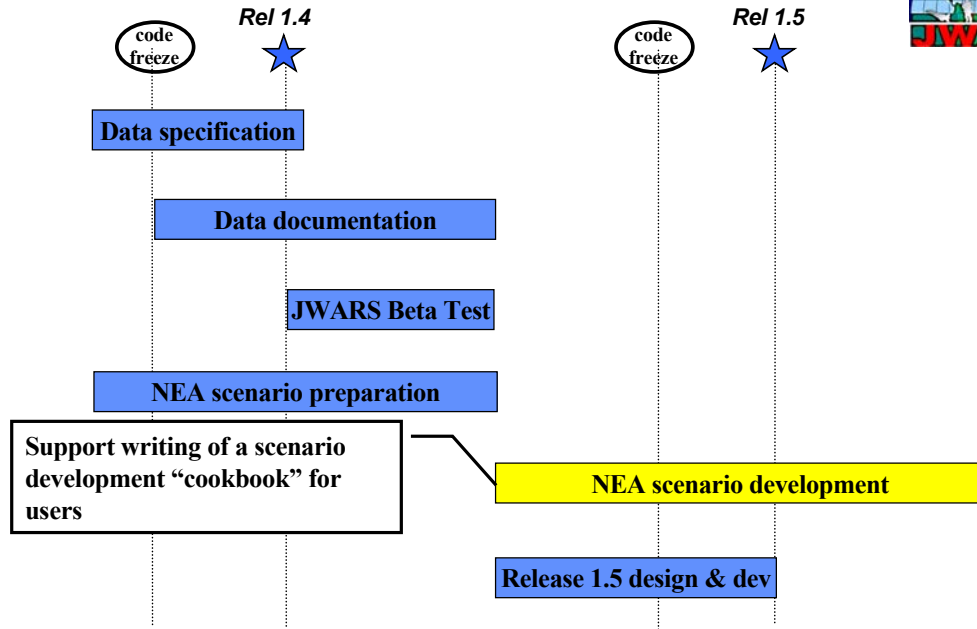 Rel 1.4
Rel 1.5
code
freeze
code
freeze
Data specification
Data documentation
JWARS Beta Test
NEA scenario preparation
Support writing of a scenario
development “cookbook” for
users
NEA scenario development
Release 1.5 design & dev